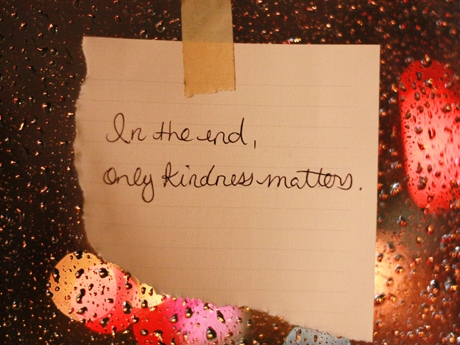 In the end,
only kindness matters.